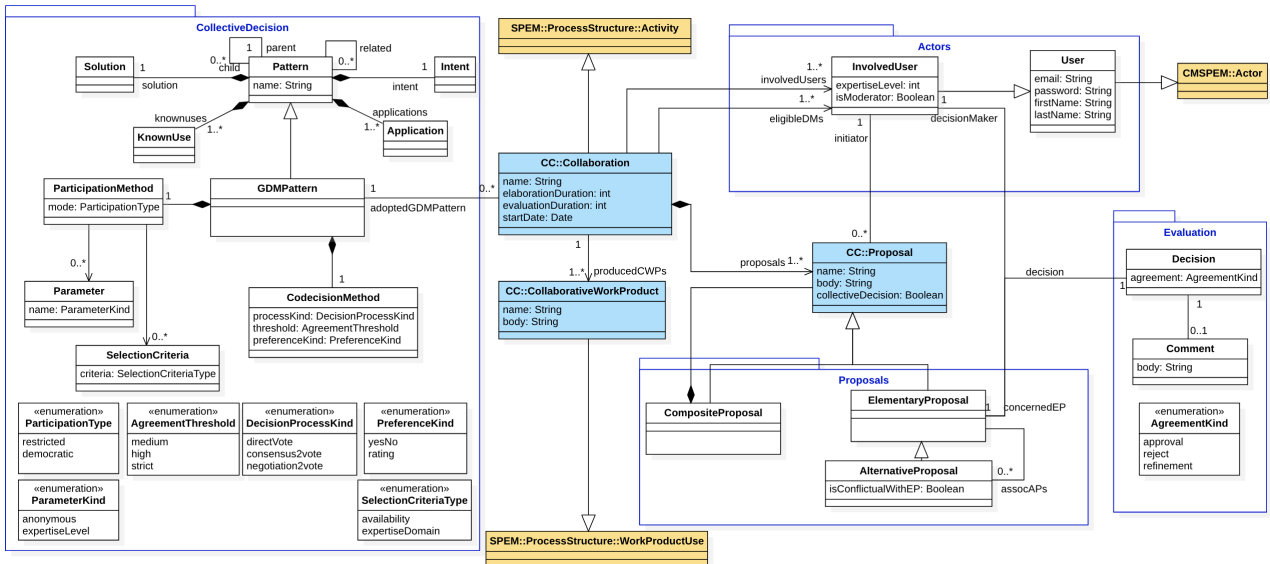 CollectiveDecision
1
parent
0..*
child
related
0..*
Solution
1
solution
Pattern
name: String
1
intent
Intent
knownuses
1..*
KnownUse
applications
1..*
Application
ParticipationMethod
mode: ParticipationType
1
GDMPattern
1
adoptedGDMPattern
0..*
0..*
Parameter
name: ParameterKind
0..*
SelectionCriteria
criteria: SelectionCriteriaType
1
CodecisionMethod
processKind: DecisionProcessKind
threshold: AgreementThreshold
preferenceKind: PreferenceKind
«enumeration»
ParticipationType
restricted
democratic
«enumeration»
AgreementThreshold
medium
high
strict
«enumeration»
DecisionProcessKind
directVote
consensus2vote
negotiation2vote
«enumeration»
PreferenceKind
yesNo
rating
«enumeration»
ParameterKind
anonymous
expertiseLevel
«enumeration»
SelectionCriteriaType
availability
expertiseDomain
SPEM::ProcessStructure::Activity
CC::Collaboration
name: String
elaborationDuration: int
evaluationDuration: int
startDate: Date
1
1..*
producedCWPs
CC::CollaborativeWorkProduct
name: String
body: String
SPEM::ProcessStructure::WorkProductUse
Actors
1..*
involvedUsers
1..*
eligibleDMs
InvolvedUser
expertiseLevel: int
isModerator: Boolean
1
initiator
1
decisionMaker
User
email: String
password: String
firstName: String
lastName: String
CMSPEM::Actor
0..*
proposals
1..*
CC::Proposal
name: String
body: String
collectiveDecision: Boolean
decision
1
Evaluation
Decision
agreement: AgreementKind
1
0..1
Comment
body: String
«enumeration»
AgreementKind
approval
reject
refinement
Proposals
CompositeProposal
ElementaryProposal
1
concernedEP
AlternativeProposal
isConflictualWithEP: Boolean
0..*
assocAPs